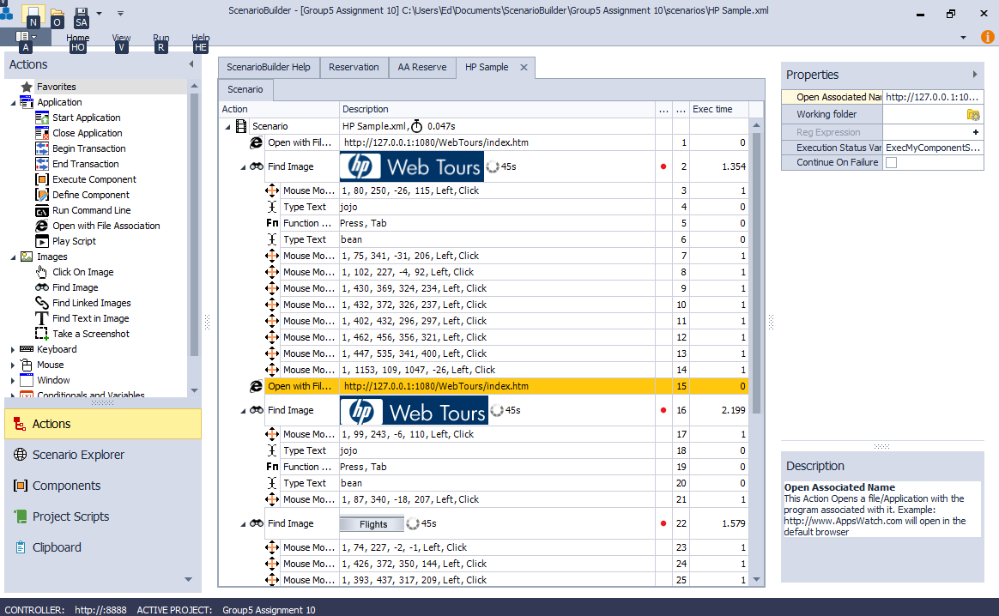 ScenarioBuilder - [Group5 Assignment 10] C:\Users\Ed\Documents\ScenarioBuilder\Group5 Assignment 10\scenarios\HP Sample.xml
V N O SA
Home View Run Help
A HO V R HE
Actions
Favorites
Application
Start Application
Close Application
Begin Transaction
End Transaction
Execute Component
Define Component
Run Command Line
Open with File Association
Play Script
Images
Click On Image
Find Image
Find Linked Images
Find Text in Image
Take a Screenshot
Keyboard
Mouse
Window
Conditionals and Variables
Actions
Scenario Explorer
Components
Project Scripts
Clipboard
ScenarioBuilder Help Reservation AA Reserve HP Sample
Scenario
Action Description ... ... Exec time
Scenario HP Sample.xml, 0.047s
Open with Fil... http://127.0.0.1:1080/WebTours/index.htm 1 0
Find Image hp Web Tours 45s 2 1.354
Mouse Mo... 1, 80, 250, -26, 115, Left, Click 3 1
Type Text jojo 4 0
Fn Function ... Press, Tab 5 0
Type Text bean 6 0
Mouse Mo... 1, 75, 341, -31, 206, Left, Click 7 1
Mouse Mo... 1, 102, 227, -4, 92, Left, Click 8 1
Mouse Mo... 1, 430, 369, 324, 234, Left, Click 9 1
Mouse Mo... 1, 432, 372, 326, 237, Left, Click 10 1
Mouse Mo... 1, 402, 432, 296, 297, Left, Click 11 1
Mouse Mo... 1, 462, 456, 356, 321, Left, Click 12 1
Mouse Mo... 1, 447, 535, 341, 400, Left, Click 13 1
Mouse Mo... 1, 1153, 109, 1047, -26, Left, Click 14 1
Open with Fil... http://127.0.0.1:1080/WebTours/index.htm 15 0
Find Image hp Web Tours 45s 16 2.199
Mouse Mo... 1, 99, 243, -6, 110, Left, Click 17 1
Type Text jojo 18 0
Fn Function ... Press, Tab 19 0
Type Text bean 20 0
Mouse Mo... 1, 87, 340, -18, 207, Left, Click 21 1
Find Image Flights 45s 22 1.579
Mouse Mo... 1, 74, 227, -2, -1, Left, Click 23 1
Mouse Mo... 1, 426, 372, 350, 144, Left, Click 24 1
Mouse Mo... 1, 393, 437, 317, 209, Left, Click 25 1
Properties
Open Associated Nar http://127.0.0.1:10...
Working folder
Reg Expression +
Execution Status Var ExecMyComponentS...
Continue On Failure
Description
Open Associated Name
This Action Opens a file/Application with the
program associated with it. Example:
http://www.AppsWatch.com will open in the
default browser
CONTROLLER: http://:8888 ACTIVE PROJECT: Group5 Assignment 10